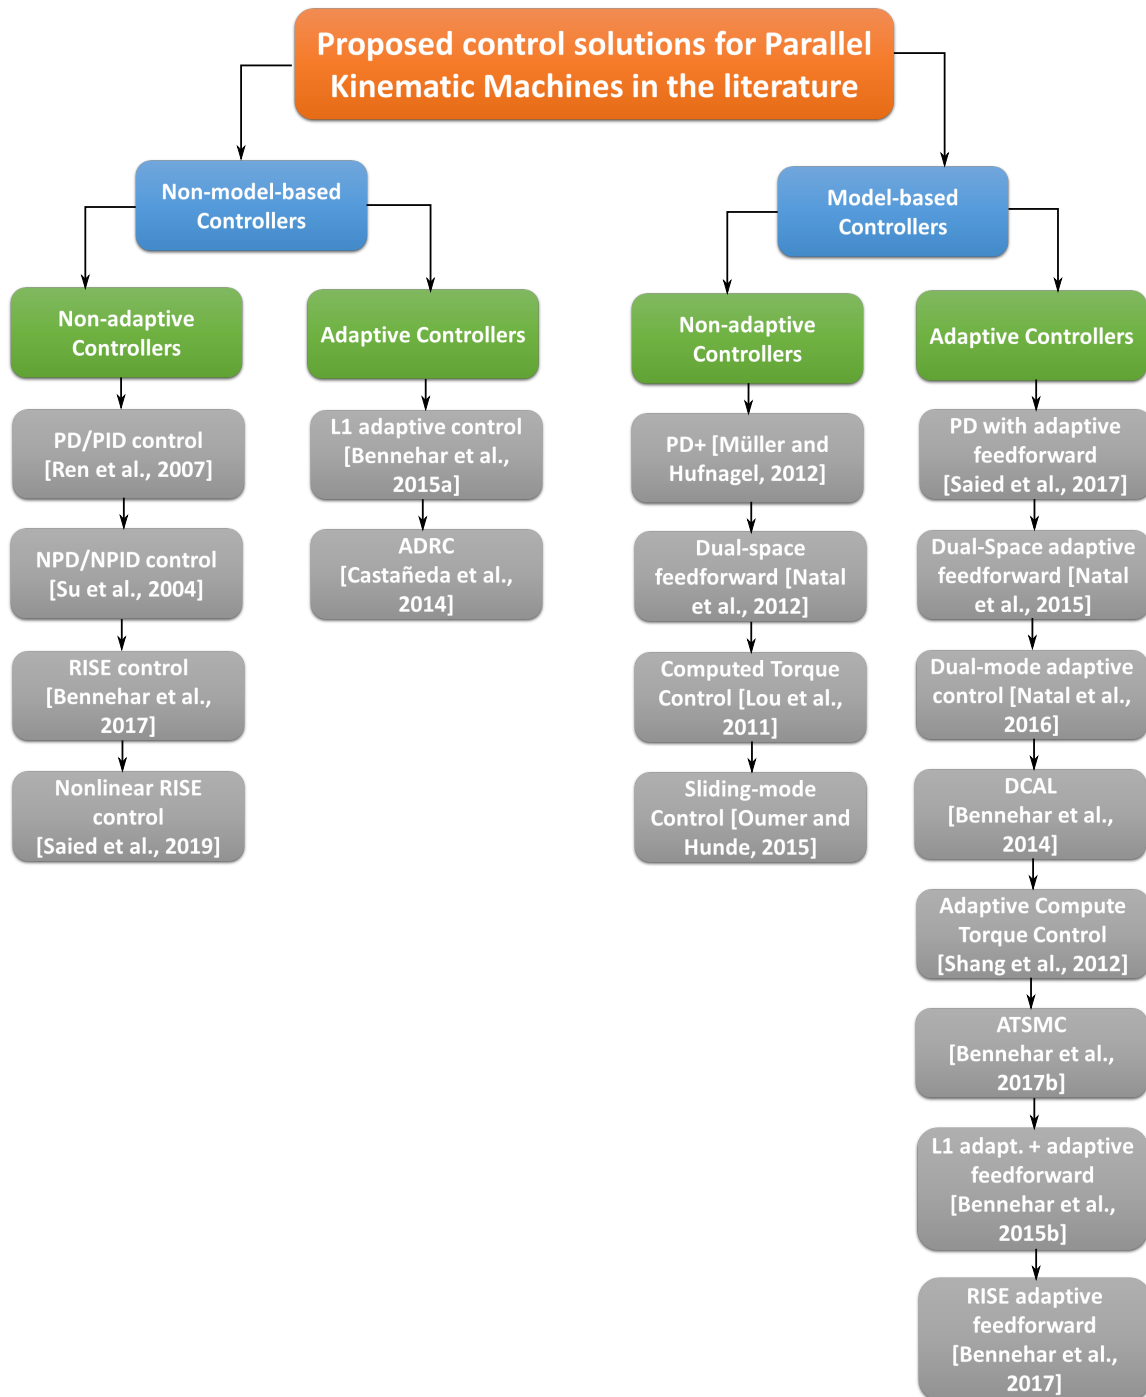 Proposed control solutions for Parallel
Kinematic Machines in the literature
Non-model-based
Controllers
Non-adaptive
Controllers
PD/PID control
[Ren et al., 2007]
NPD/NPID control
[Su et al., 2004]
RISE control
[Bennehar et al.,
2017]
Nonlinear RISE
control
[Saied et al., 2019]
Adaptive Controllers
L1 adaptive control
[Bennehar et al.,
2015a]
ADRC
[Castañeda et al.,
2014]
Model-based
Controllers
Non-adaptive
Controllers
PD+ [Müller and
Hufnagel, 2012]
Dual-space
feedforward [Natal
et al., 2012]
Computed Torque
Control [Lou et al.,
2011]
Sliding-mode
Control [Oumer and
Hunde, 2015]
Adaptive Controllers
PD with adaptive
feedforward
[Saied et al., 2017]
Dual-Space adaptive
feedforward [Natal
et al., 2015]
Dual-mode adaptive
control [Natal et al.,
2016]
DCAL
[Bennehar et al.,
2014]
Adaptive Compute
Torque Control
[Shang et al., 2012]
ATSMC
[Bennehar et al.,
2017b]
L1 adapt. + adaptive
feedforward
[Bennehar et al.,
2015b]
RISE adaptive
feedforward
[Bennehar et al.,
2017]